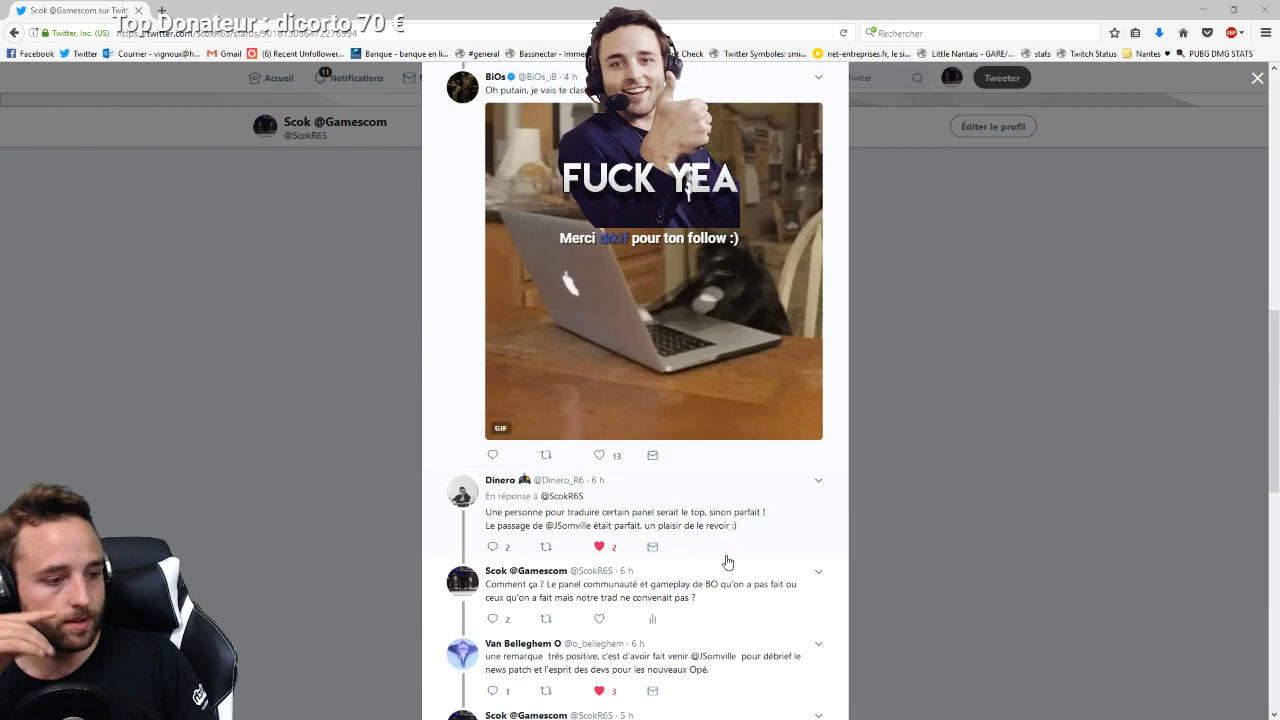 Scok @Gamescom sur Twitt
Top Donateur : dicorto 70 €
Twitter, Inc. (US)
https://twitter.com/ScokR6S/status/
Rechercher
Facebook
Twitter
Courrier - vignou@h...
Gmail
(6) Recent Unfollower...
Banque - banque en li...
#general
Bassnectar - Imme
Check
Twitter Symboles: smi...
net-entreprises.fr, le si...
Little Nantais - GARE/...
stats
Twitch Status
Nantes ♥
PUBG DMG STATS
Accueil
11
Notifications
M
Twitter
Tweeter
Scok @Gamescom
@ScokR6S
Éditer le profil
BiOs @BiOs_iB · 4 h
Oh putain, je vais te clas
FUCK YEA
Merci drkif pour ton follow :)
GIF
13
Dinero @Dinero_R6 · 6 h
En réponse à @ScokR6S
Une personne pour traduire certain panel serait le top, sinon parfait !
Le passage de @JSomville était parfait, un plaisir de le revoir :)
2 2
Scok @Gamescom @ScokR6S · 6 h
Comment ça ? Le panel communauté et gameplay de BO qu'on a pas fait ou
ceux qu'on a fait mais notre trad ne convenait pas ?
2
Van Belleghem O @o_belleghem · 6 h
une remarque très positive, c'est d'avoir fait venir @JSomville pour débrief le
news patch et l'esprit des devs pour les nouveaux Opé.
1 3
Scok @Gamescom @ScokR6S · 5 h